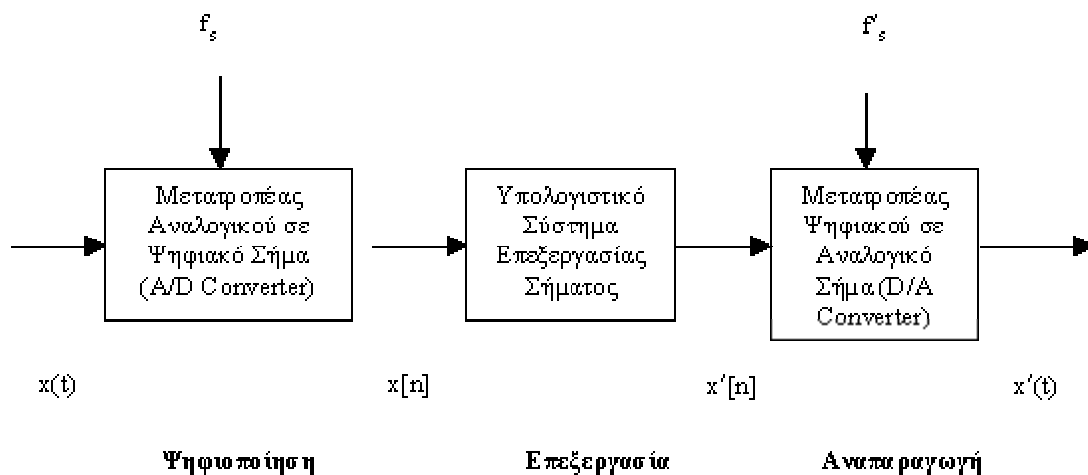 f_s
f'_s
Μετατροπέας
Αναλογικού σε
Ψηφιακό Σήμα
(A/D Converter)
Υπολογιστικό
Σύστημα
Επεξεργασίας
Σήματος
Μετατροπέας
Ψηφιακού σε
Αναλογικό
Σήμα (D/A
Converter)
x(t)
x[n]
x'[n]
x'(t)
Ψηφιοποίηση
Επεξεργασία
Αναπαραγωγή